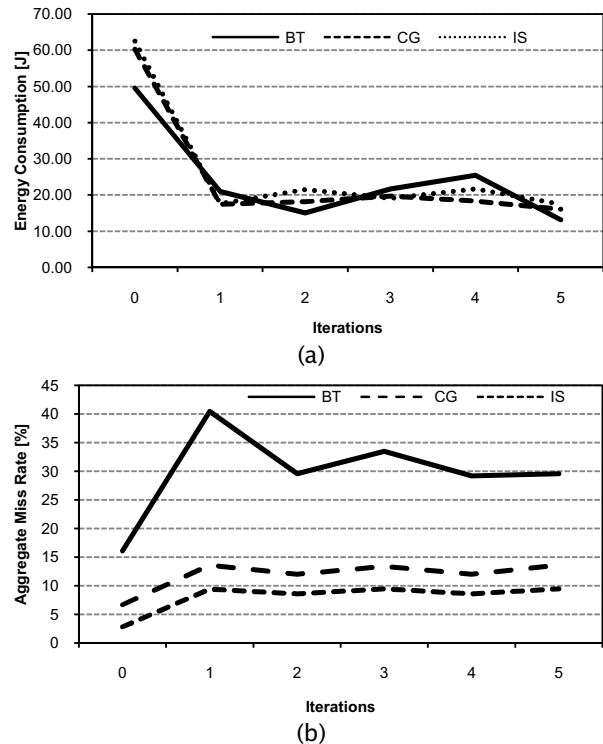 (a)
70.00
60.00
50.00
40.00
30.00
20.00
10.00
0.00
Energy Consumption [J]
BT CG IS
0 1 2 3 4 5
Iterations
(a)
45
40
35
30
25
20
15
10
5
0
Aggregate Miss Rate [%]
BT CG IS
0 1 2 3 4 5
Iterations
(b)